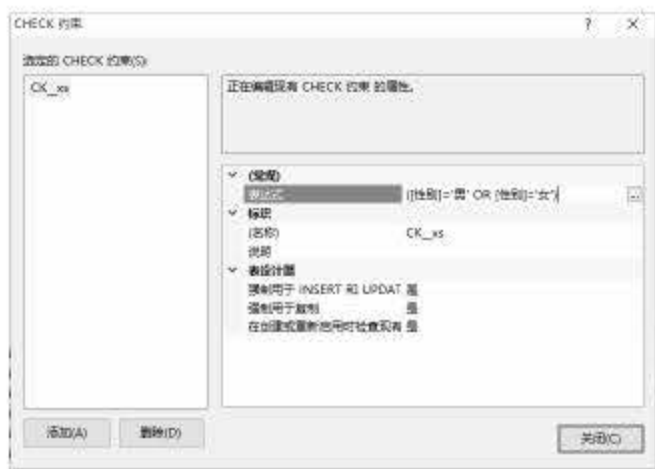 CHECK 约束
? ×
选定的 CHECK 约束(S):
CK_xs
正在编辑现有 CHECK 约束 的属性。
(常规)
表达式 ([性别]='男' OR [性别]='女')
标识
(名称) CK_xs
说明
表设计器
强制用于 INSERT 和 UPDAT 是
强制用于复制 是
在创建或重新启用时检查现有 是
添加(A) 删除(D) 关闭(C)